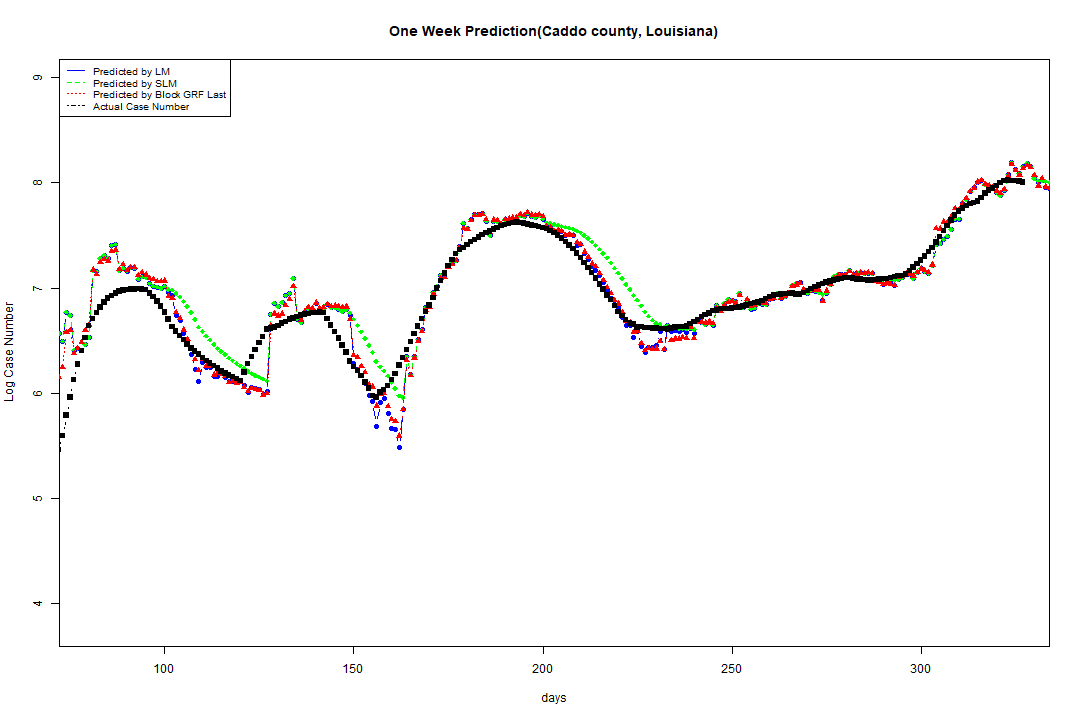 One Week Prediction(Caddo county, Louisiana)
Predicted by LM
Predicted by SLM
Predicted by Block GRF Last
Actual Case Number
Log Case Number
9
8
7
6
5
4
100 150 200 250 300
days